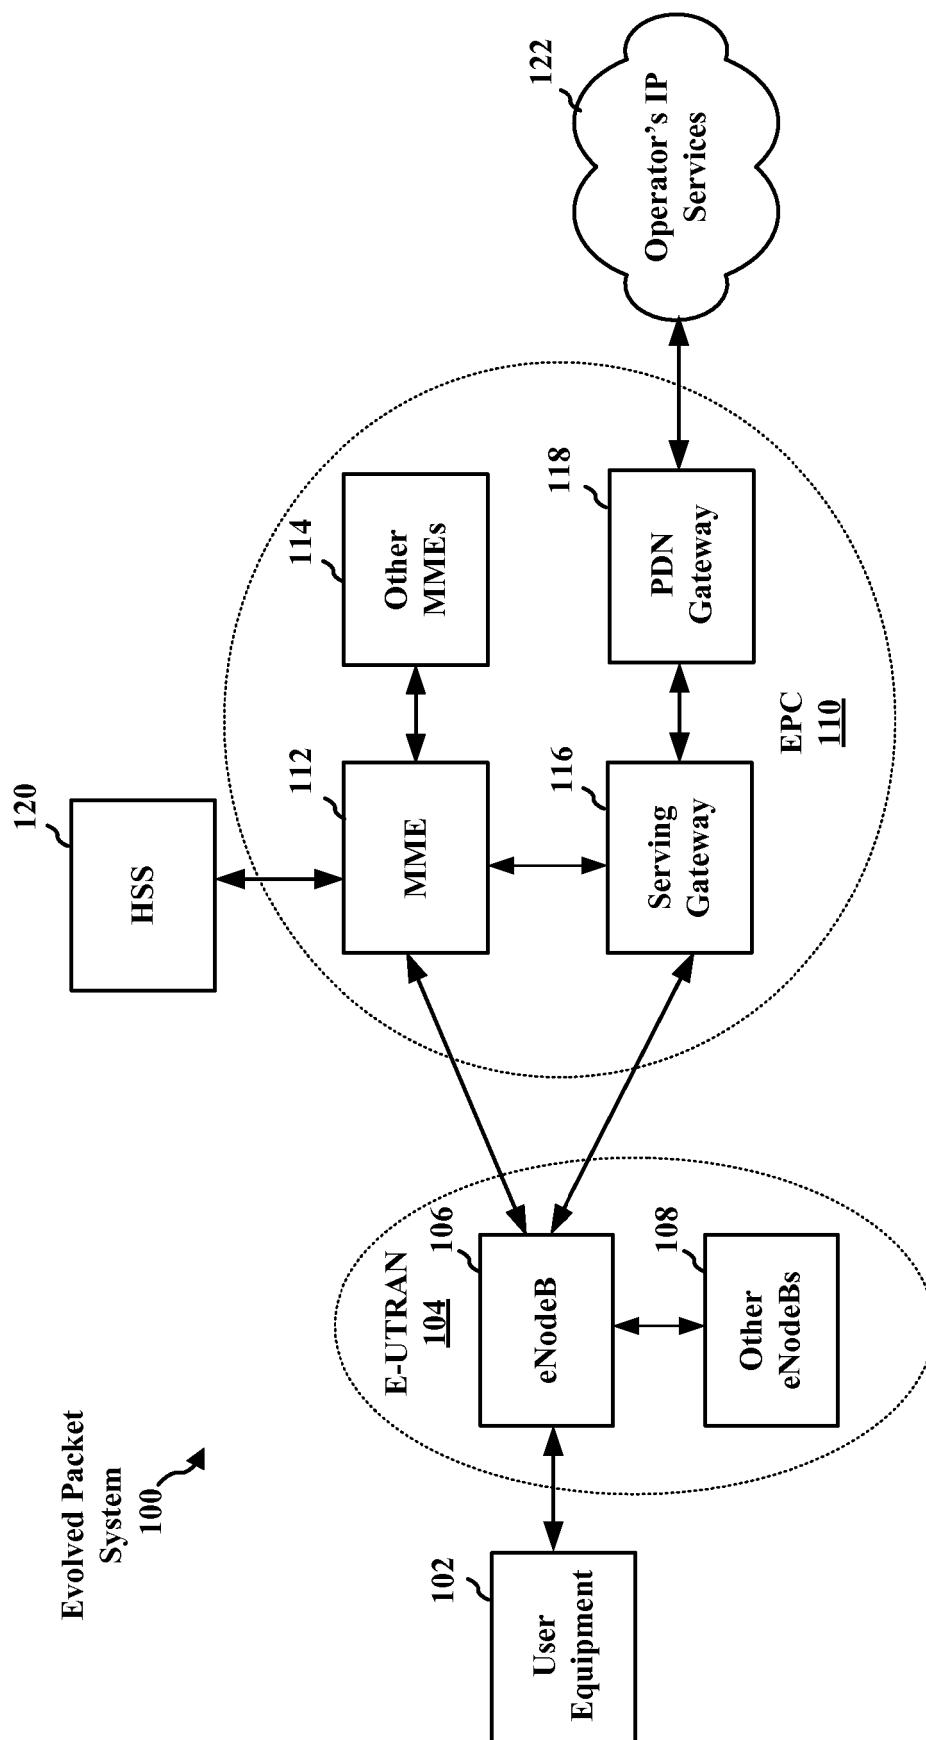 Evolved Packet
System
100
102
User
Equipment
E-UTRAN
104
106
eNodeB
108
Other
eNodeBs
120
HSS
112
MME
114
Other
MMEs
116
Serving
Gateway
118
PDN
Gateway
EPC
110
122
Operator's IP
Services